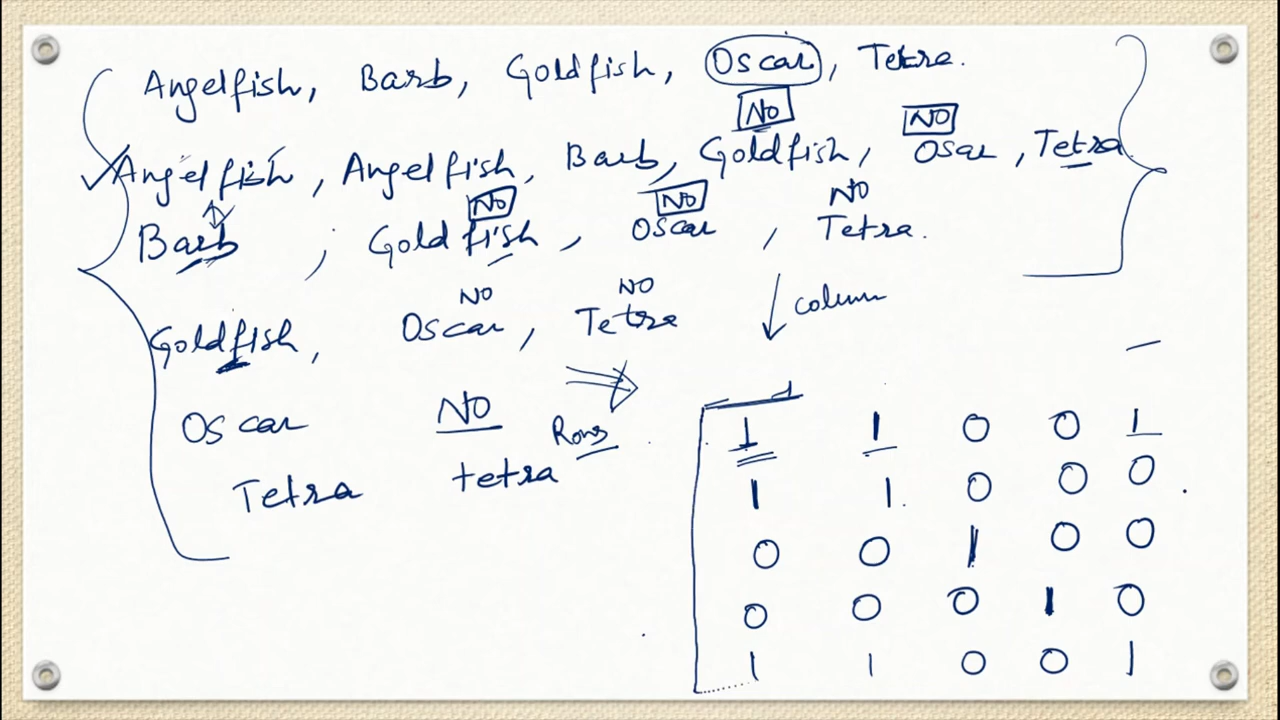 Angelfish, Barb, Goldfish, Oscar, Tetra.
NO NO
Angelfish, Angelfish, Barb, Goldfish, Oscar, Tetra.
NO NO NO
Barb, Goldfish, Oscar, Tetra.
NO NO
Goldfish, Oscar, Tetra
column
Oscar NO
Rows
Tetra tetra
1 1 0 0 1
1 1 0 0 0
0 0 1 0 0
0 0 0 1 0
1 1 0 0 1